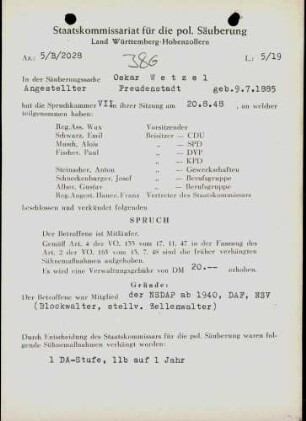 Staatskommissariat für die pol. Säuberung
Land Württemberg-Hohenzollern
Az.: 5/B/2028
386
L.: 5/19
In der Säuberungssache Oskar Wetzel
Angestellter Freudenstadt geb. 9.7.1885
hat die Spruchkammer VII in ihrer Sitzung am 20.8.48, an welcher
teilgenommen haben:
Reg.Ass. Wax Vorsitzender
Schwarz, Emil Beisitzer — CDU
Musch, Alois „ — SPD
Fischer, Paul „ — DVP
„ — KPD
Steimacher, Anton „ — Gewerkschaften
Schneckenburger, Josef „ — Berufsgruppe
Alber, Gustav „ — Berufsgruppe
Reg.Angest. Bauer, Franz Vertreter des Staatskommissars
beschlossen und verkündet folgenden
SPRUCH
Der Betroffene ist Mitläufer.
Gemäß Art. 4 der VO. 133 vom 17. 11. 47 in der Fassung des
Art. 2 der VO. 165 vom 13. 7. 48 sind die früher verhängten
Sühnemaßnahmen aufgehoben.
Es wird eine Verwaltungsgebühr von DM 20.-- erhoben.
Gründe:
Der Betroffene war Mitglied der NSDAP ab 1940, DAF, NSV
(Blockwalter, stellv. Zellenwalter)
Durch Entscheidung des Staatskommissars für die pol. Säuberung waren fol-
gende Sühnemaßnahmen verhängt worden:
1 DA-Stufe, 11b auf 1 Jahr